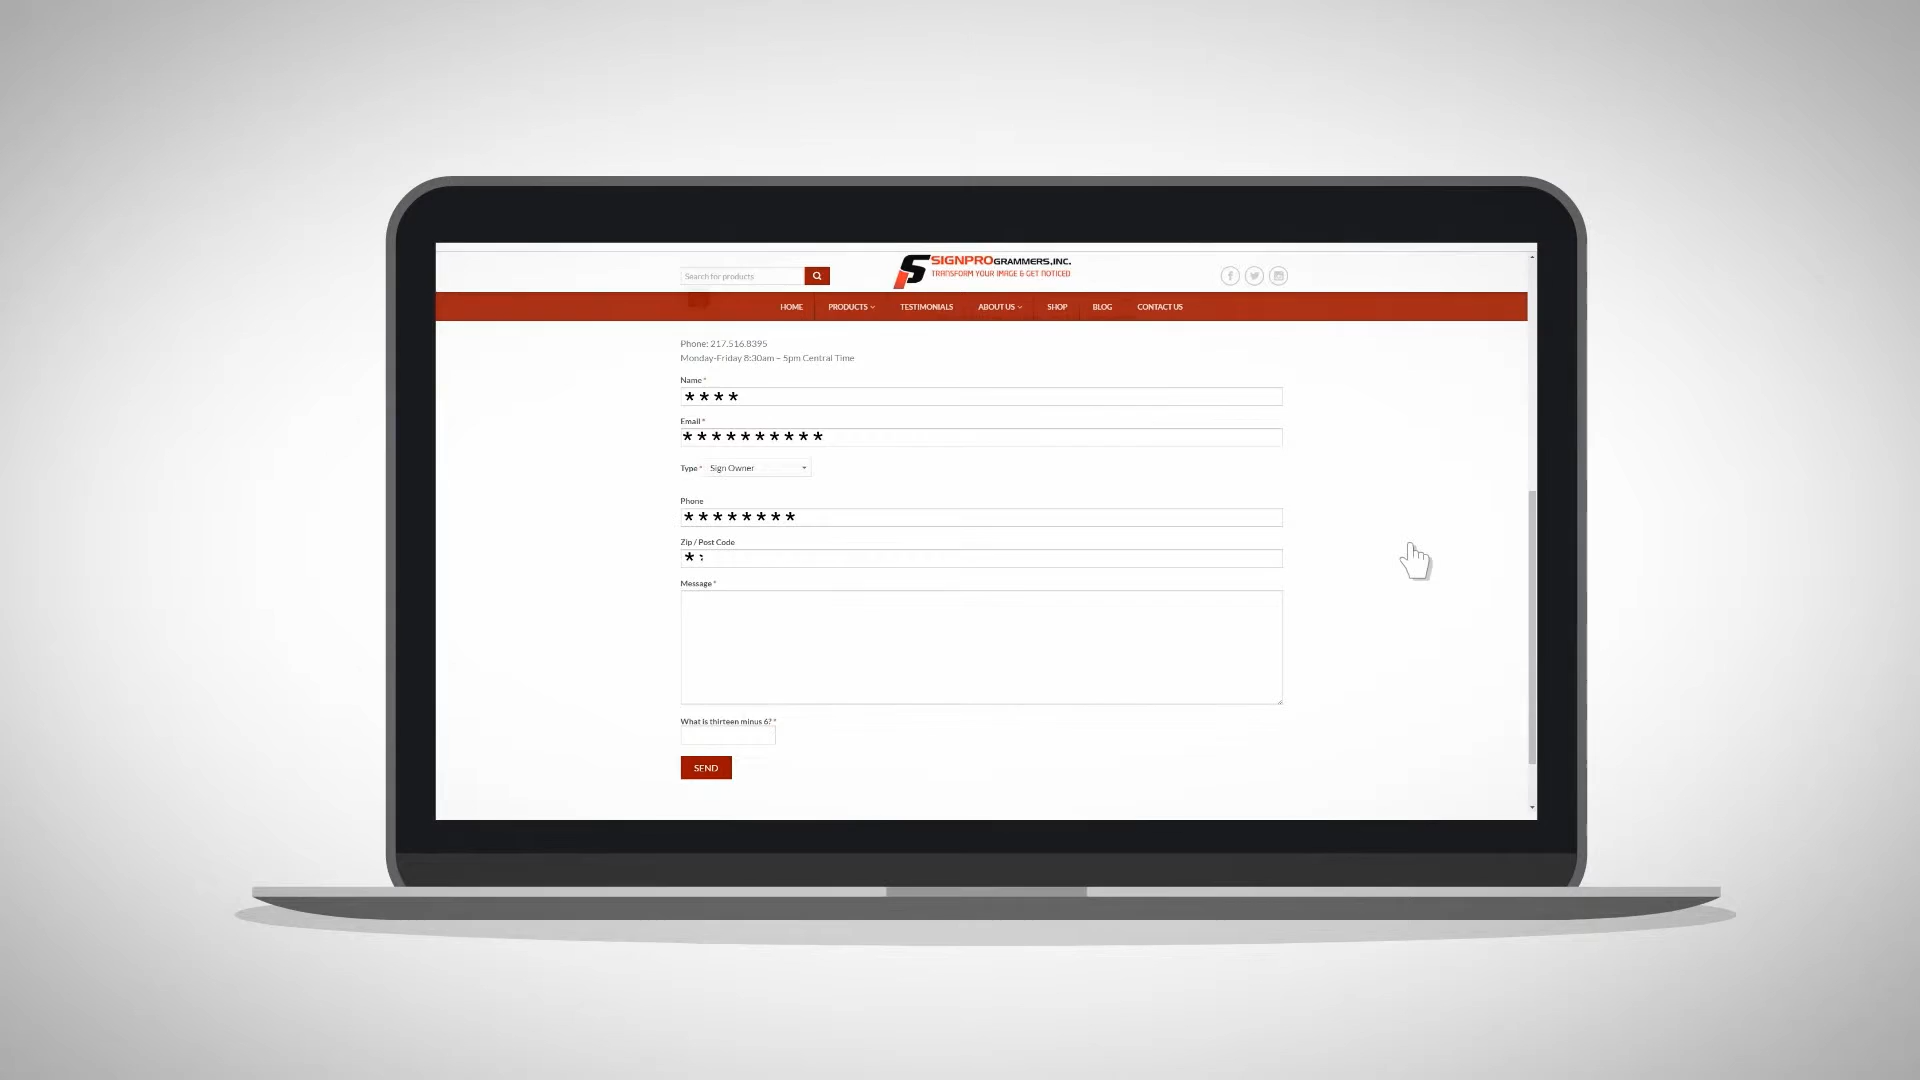 Search for products
SIGNPROGRAMMERS,INC.
TRANSFORM YOUR IMAGE & GET NOTICED
HOME PRODUCTS TESTIMONIALS ABOUT US SHOP BLOG CONTACT US
Phone: 217.516.8395
Monday-Friday 8:30am – 5pm Central Time
Name *
****
Email *
**********
Type * Sign Owner
Phone
********
Zip / Post Code
*
Message *
What is thirteen minus 6? *
SEND